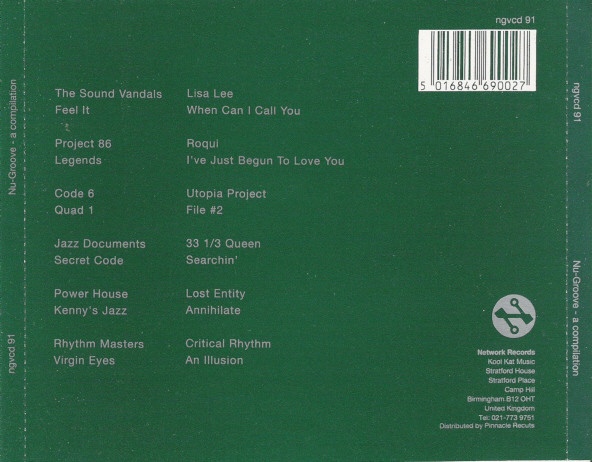 ngvcd 91
5 016846 690027
Nu-Groove - a compilation
ngvcd 91
The Sound Vandals
Feel It
Project 86
Legends
Code 6
Quad 1
Jazz Documents
Secret Code
Power House
Kenny's Jazz
Rhythm Masters
Virgin Eyes
Lisa Lee
When Can I Call You
Roqui
I've Just Begun To Love You
Utopia Project
File #2
33 1/3 Queen
Searchin'
Lost Entity
Annihilate
Critical Rhythm
An Illusion
Network Records
Kool Kat Music
Stratford House
Stratford Place
Camp Hill
Birmingham B12 OHT
United Kingdom
Tel: 021-773 9751
Distributed by Pinnacle Recuts
ngvcd 91
Nu-Groove - a compilation